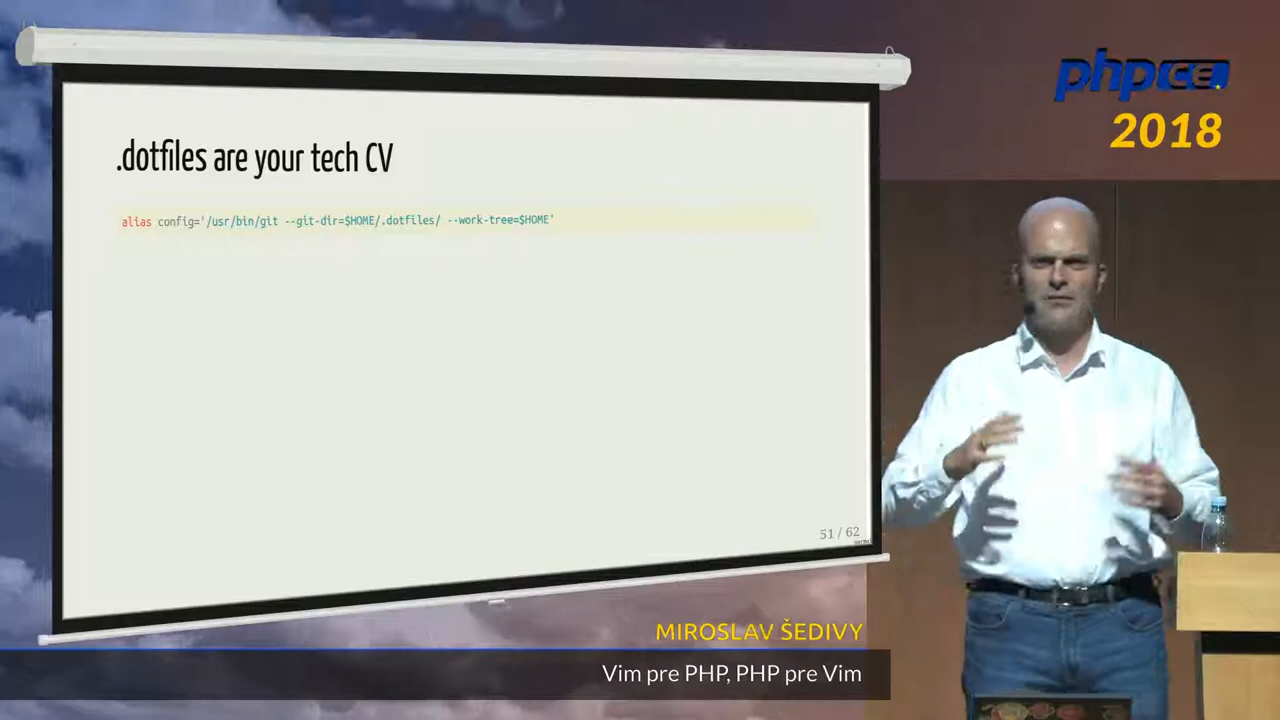 phpce
2018
.dotfiles are your tech CV
alias config='/usr/bin/git --git-dir=$HOME/.dotfiles/ --work-tree=$HOME'
51 / 62
MIROSLAV ŠEDIVY
Vim pre PHP, PHP pre Vim